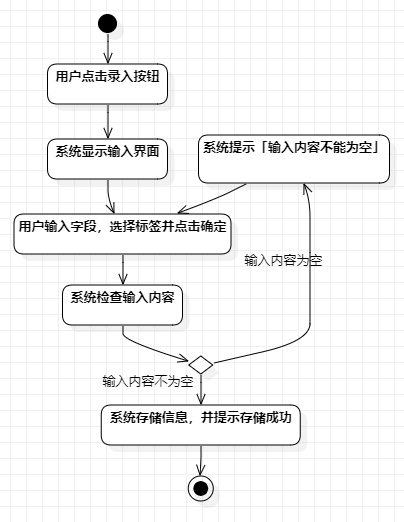 用户点击录入按钮
系统显示输入界面
系统提示「输入内容不能为空」
用户输入字段，选择标签并点击确定
输入内容为空
系统检查输入内容
输入内容不为空
系统存储信息，并提示存储成功